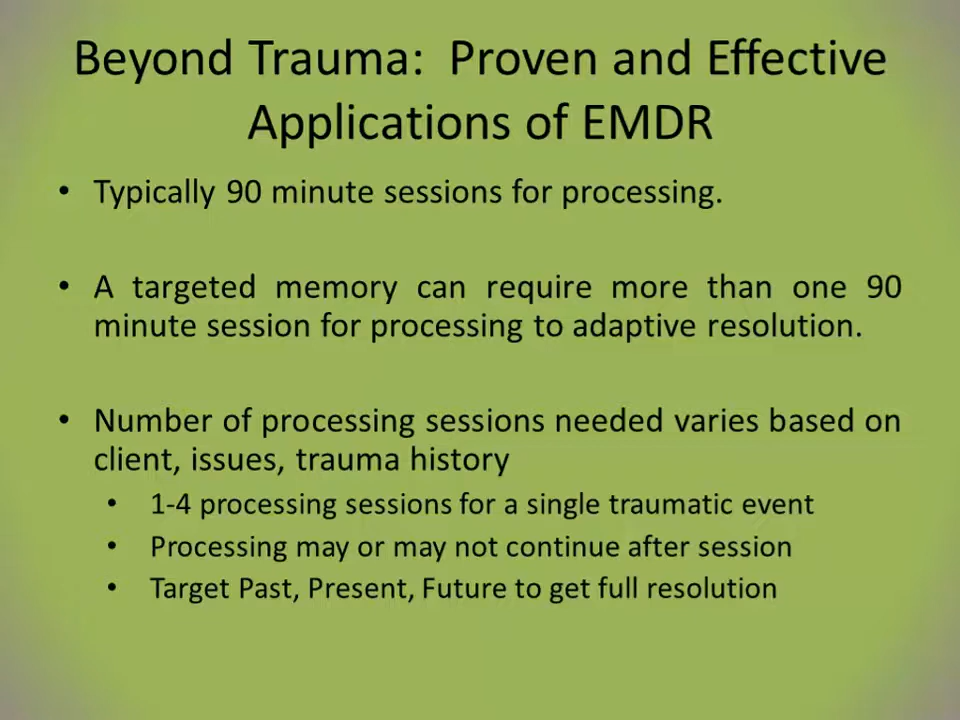 Beyond Trauma:  Proven and Effective
Applications of EMDR
• Typically 90 minute sessions for processing.
• A targeted memory can require more than one 90
minute session for processing to adaptive resolution.
• Number of processing sessions needed varies based on
client, issues, trauma history
• 1-4 processing sessions for a single traumatic event
• Processing may or may not continue after session
• Target Past, Present, Future to get full resolution